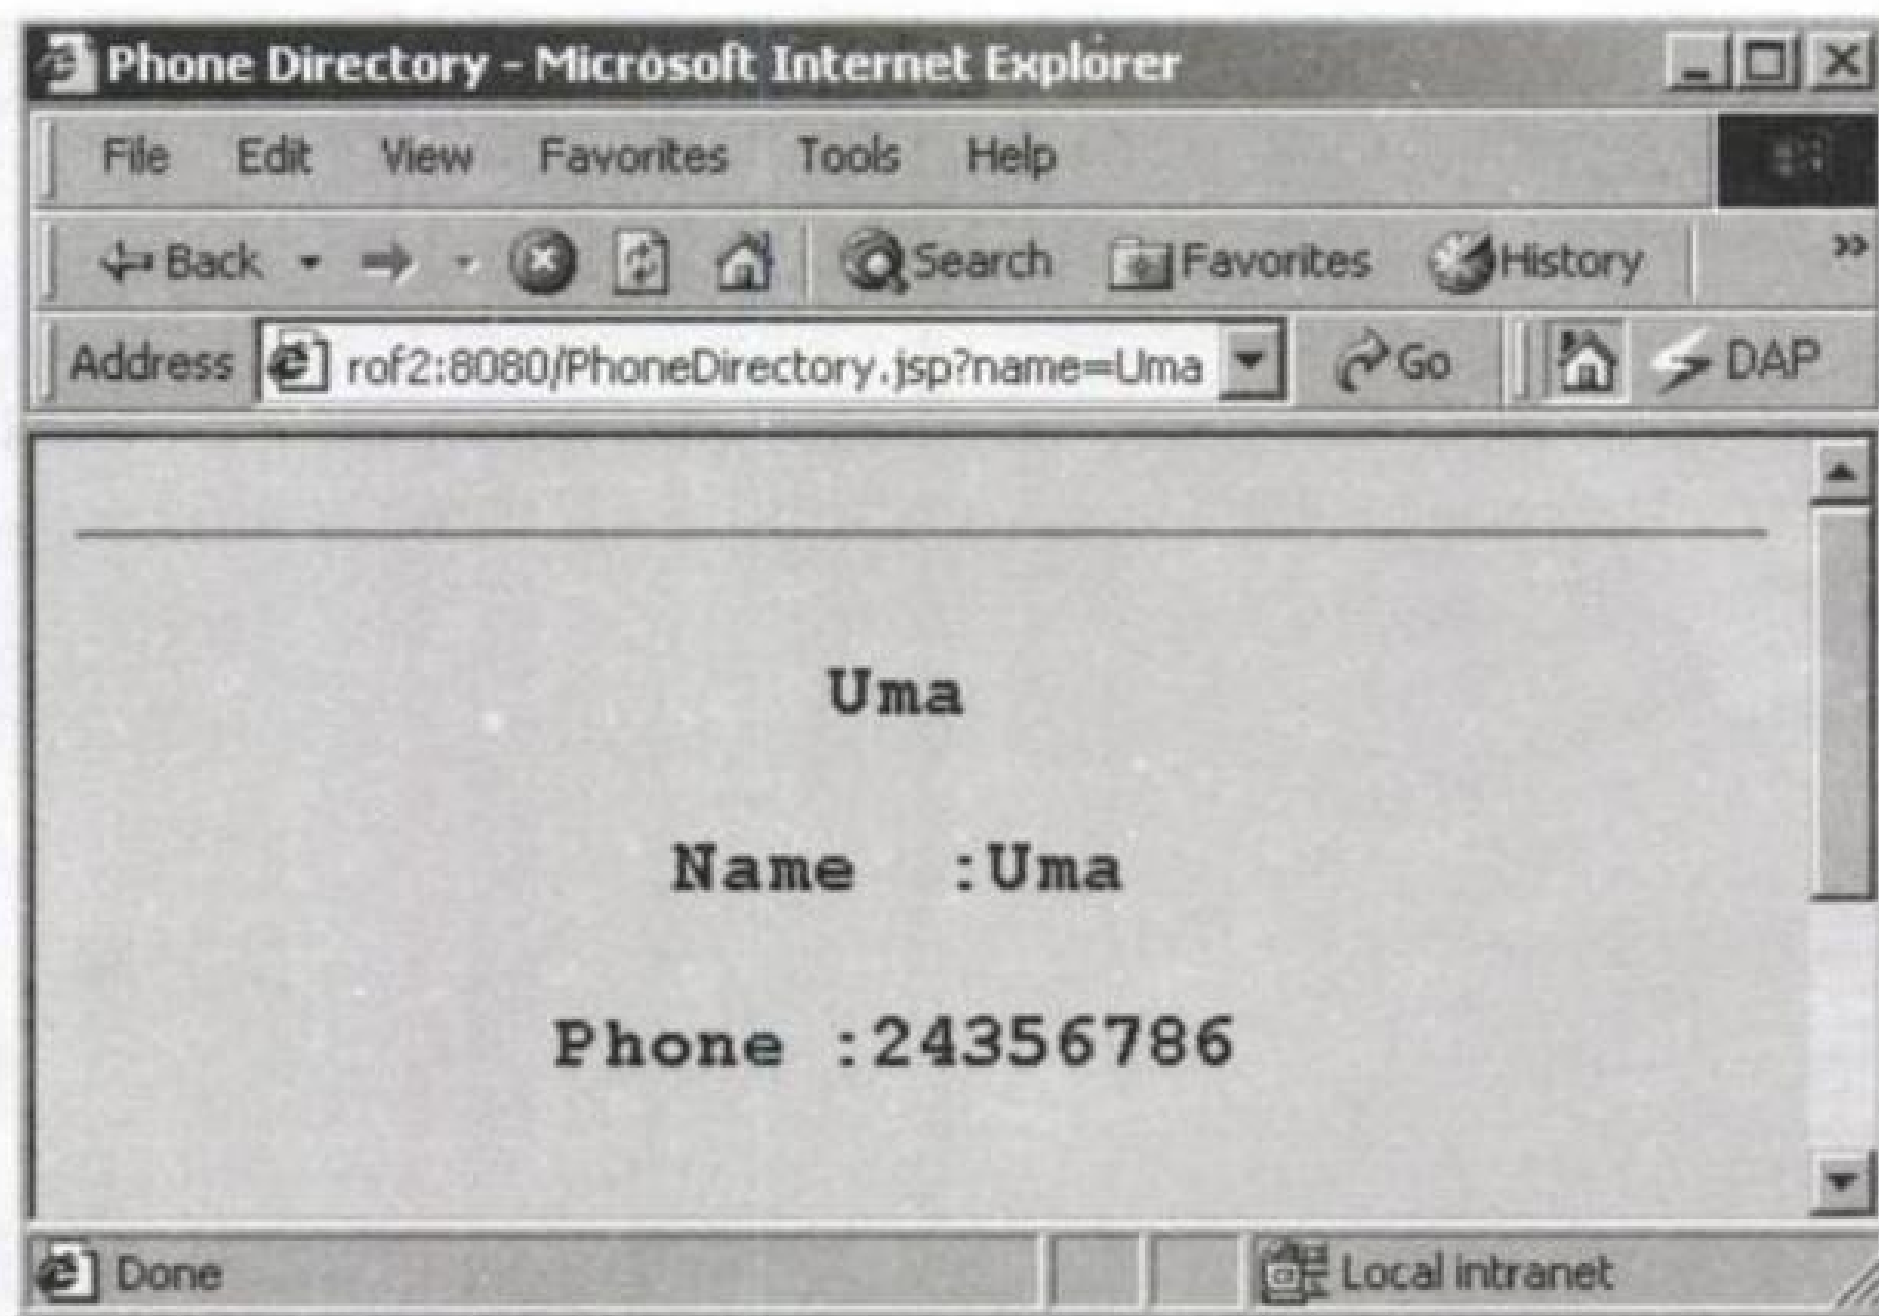 Phone Directory - Microsoft Internet Explorer
File Edit View Favorites Tools Help
Back Search Favorites History »
Address rof2:8080/PhoneDirectory.jsp?name=Uma Go DAP
Uma
Name :Uma
Phone :24356786
Done Local intranet